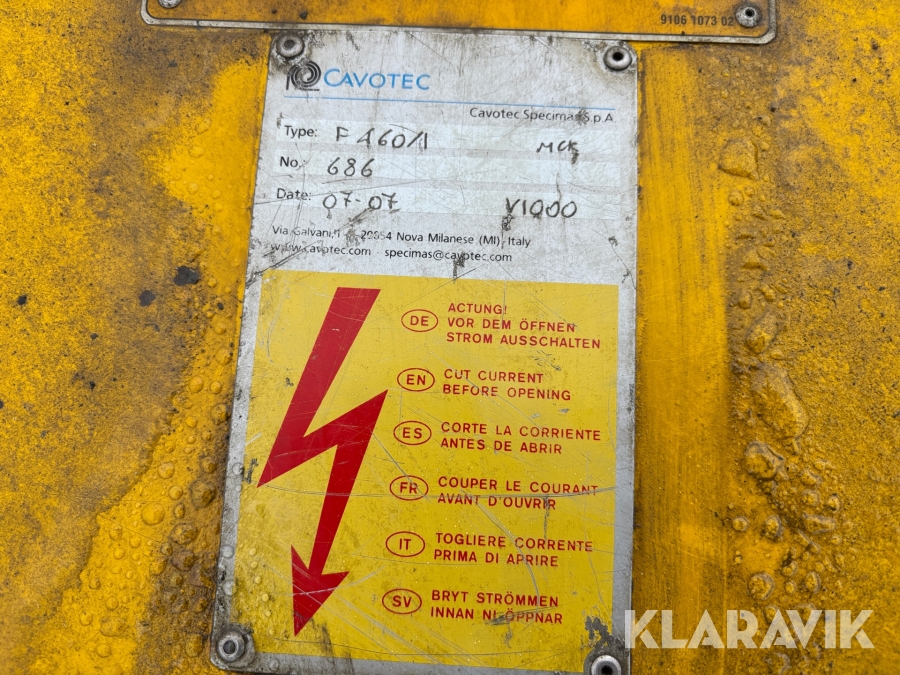 9106 1073 02
CAVOTEC
Cavotec Specimas S.p.A
Type: F 460/1 MCK
No.: 686
Date: 07-07 V1000
Via Galvani, 1 20054 Nova Milanese (MI), Italy
www.cavotec.com specimas@cavotec.com
DE ACTUNG!
VOR DEM ÖFFNEN
STROM AUSSCHALTEN
EN CUT CURRENT
BEFORE OPENING
ES CORTE LA CORRIENTE
ANTES DE ABRIR
FR COUPER LE COURANT
AVANT D'OUVRIR
IT TOGLIERE CORRENTE
PRIMA DI APRIRE
SV BRYT STRÖMMEN
INNAN NI ÖPPNAR
KLARAVIK